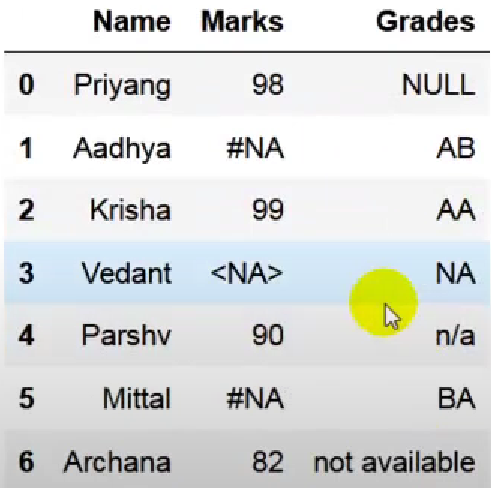 Name Marks Grades
0 Priyang 98 NULL
1 Aadhya #NA AB
2 Krisha 99 AA
3 Vedant <NA> NA
4 Parshv 90 n/a
5 Mittal #NA BA
6 Archana 82 not available